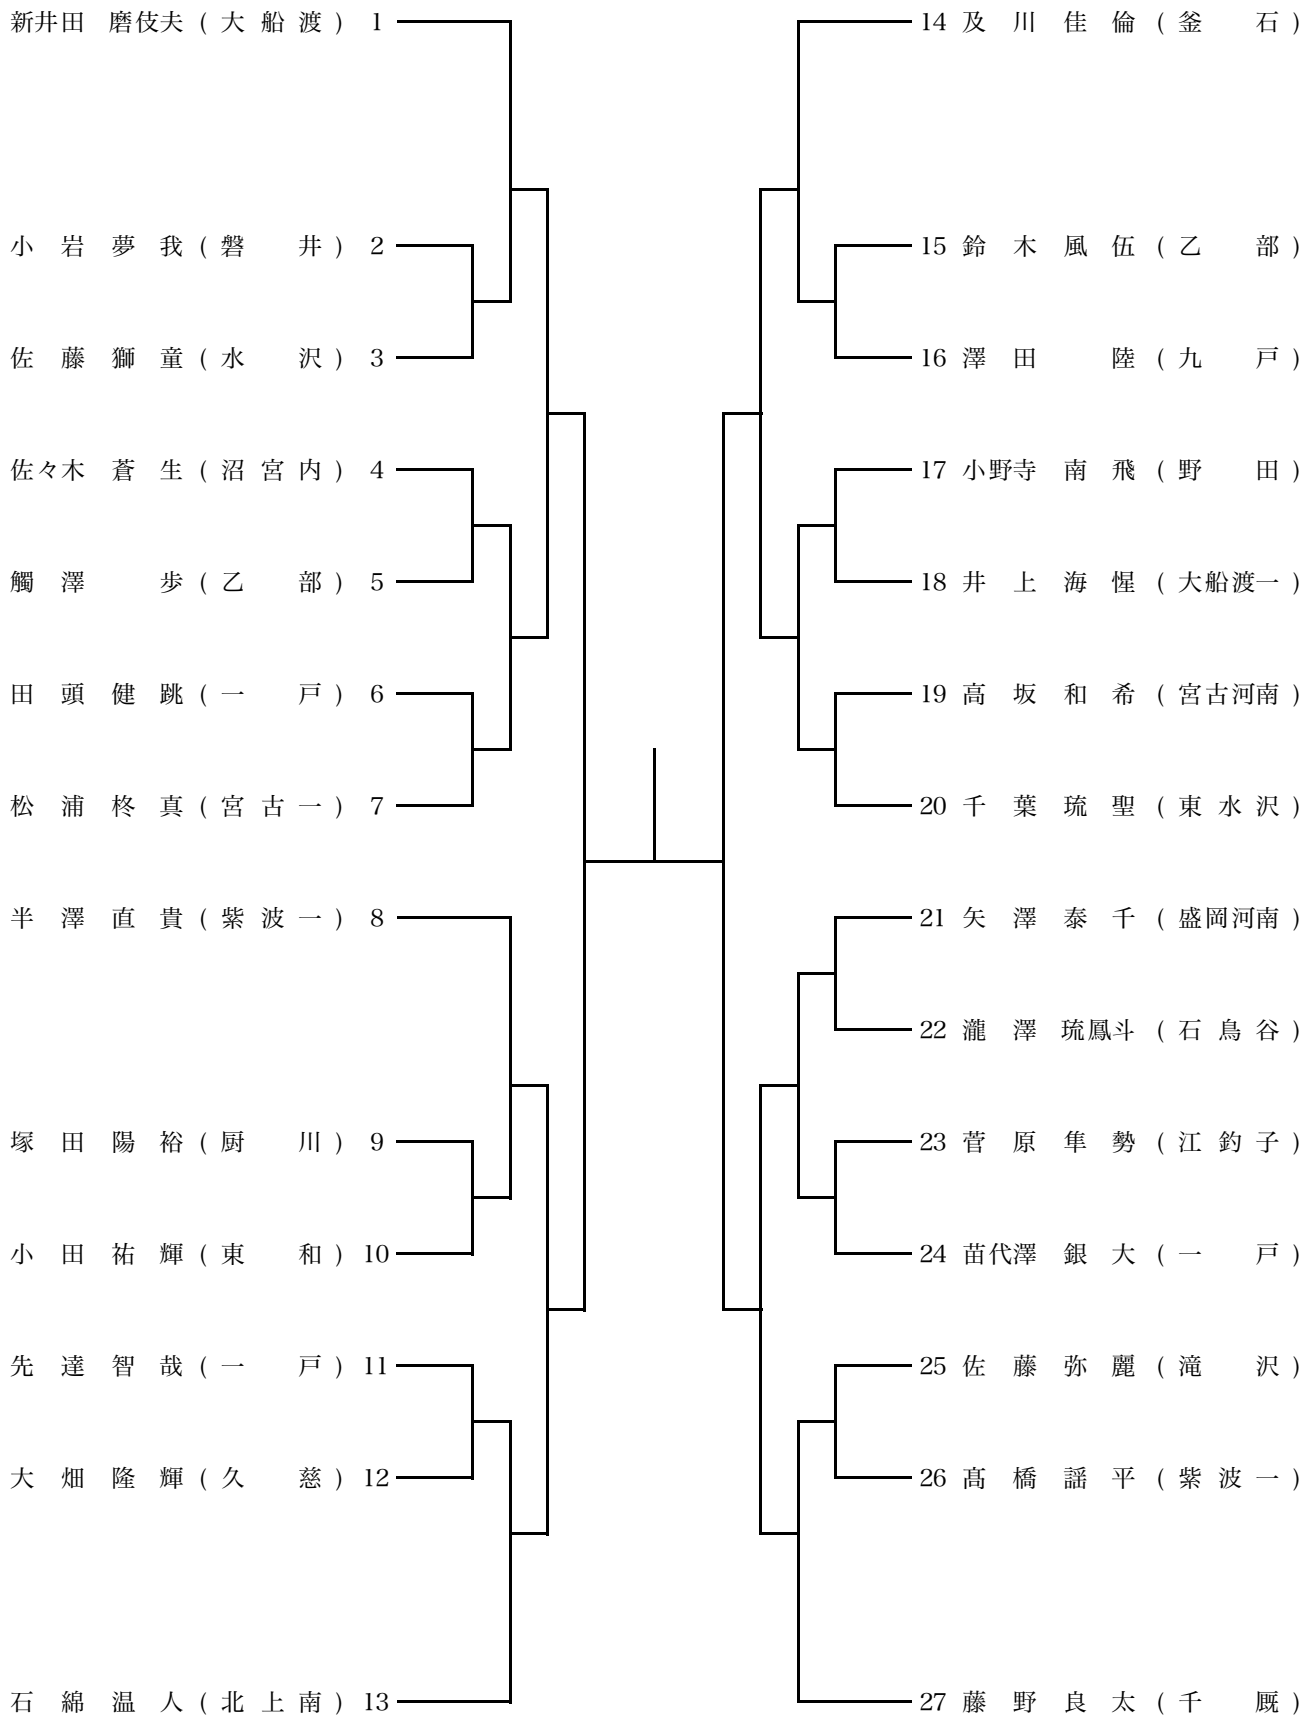 新井田 磨伎夫 ( 大船渡 ) 1
小岩夢我 ( 磐井 ) 2
佐藤獅童 ( 水沢 ) 3
佐々木蒼生 ( 沼宮内 ) 4
觸澤歩 ( 乙部 ) 5
田頭健跳 ( 一戸 ) 6
松浦柊真 ( 宮古一 ) 7
半澤直貴 ( 紫波一 ) 8
塚田陽裕 ( 厨川 ) 9
小田祐輝 ( 東和 ) 10
先達智哉 ( 一戸 ) 11
大畑隆輝 ( 久慈 ) 12
石綿温人 ( 北上南 ) 13
14 及川佳倫 ( 釜石 )
15 鈴木風伍 ( 乙部 )
16 澤田陸 ( 九戸 )
17 小野寺南飛 ( 野田 )
18 井上海惺 ( 大船渡一 )
19 高坂和希 ( 宮古河南 )
20 千葉琉聖 ( 東水沢 )
21 矢澤泰千 ( 盛岡河南 )
22 瀧澤琉鳳斗 ( 石鳥谷 )
23 菅原隼勢 ( 江釣子 )
24 苗代澤銀大 ( 一戸 )
25 佐藤弥麗 ( 滝沢 )
26 髙橋謡平 ( 紫波一 )
27 藤野良太 ( 千厩 )